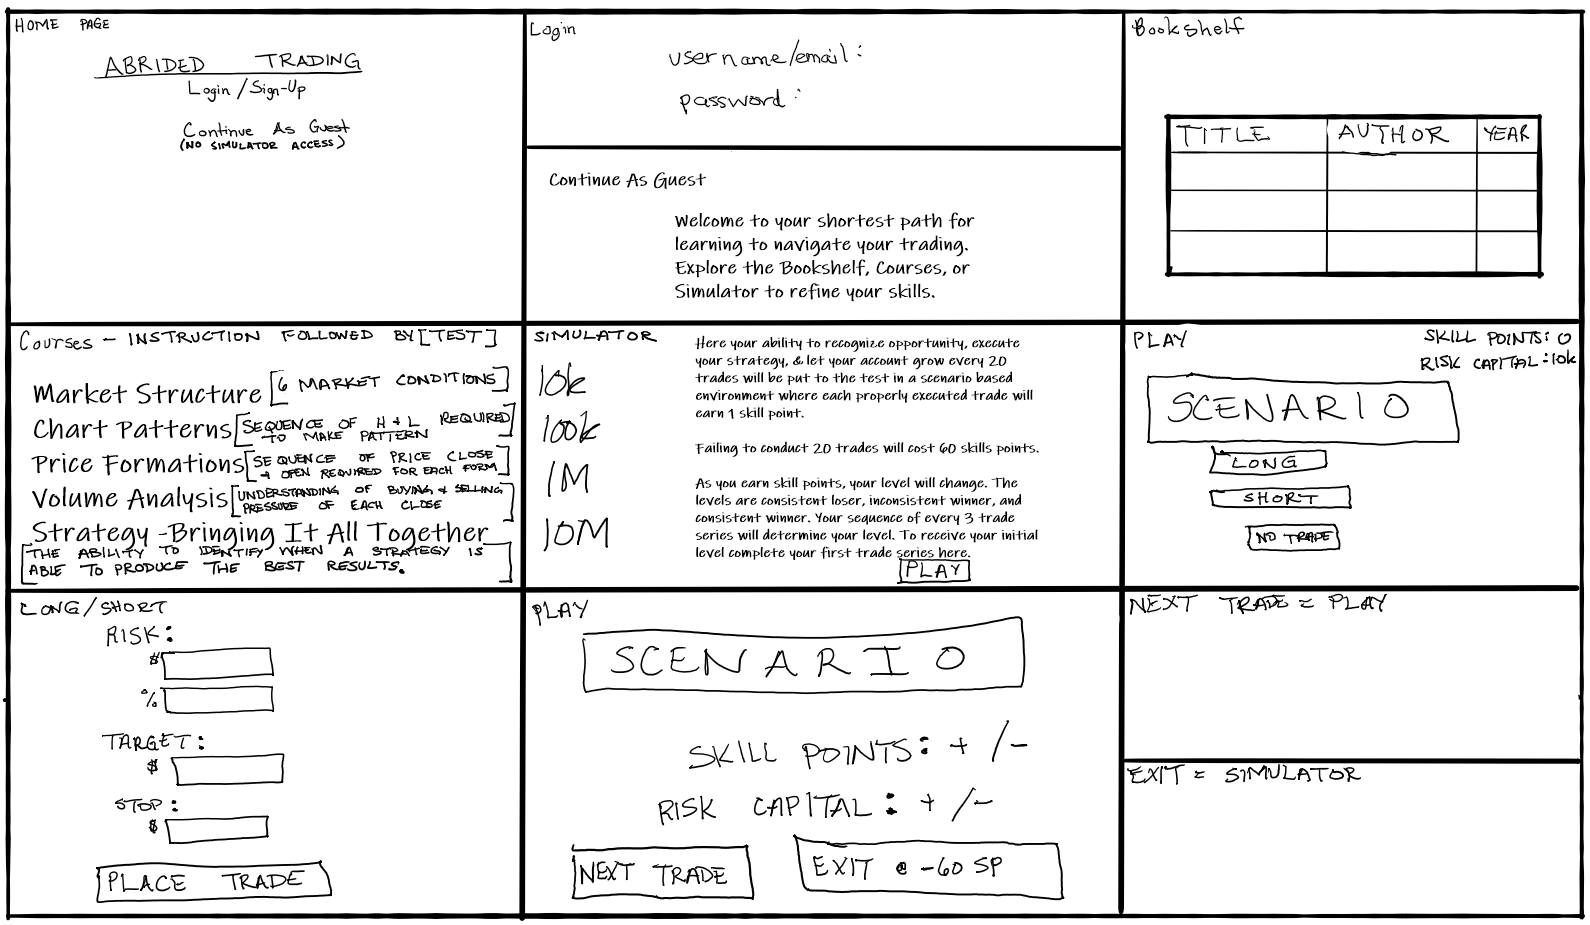 HOME PAGE
ABRIDED TRADING
Login / Sign-Up
Continue As Guest
(NO SIMULATOR ACCESS)
Login
username/email:
password:
Continue As Guest
Welcome to your shortest path for
learning to navigate your trading.
Explore the Bookshelf, Courses, or
Simulator to refine your skills.
Bookshelf
TITLE AUTHOR YEAR
Courses - INSTRUCTION FOLLOWED BY [TEST]
Market Structure [6 MARKET CONDITIONS]
Chart Patterns [SEQUENCE OF H + L REQUIRED
TO MAKE PATTERN
Price Formations [SEQUENCE OF PRICE CLOSE
+ OPEN REQUIRED FOR EACH FORM]
Volume Analysis [UNDERSTANDING OF BUYING + SELLING
PRESSURE OF EACH CLOSE]
Strategy -Bringing It All Together
[THE ABILITY TO IDENTIFY WHEN A STRATEGY IS
ABLE TO PRODUCE THE BEST RESULTS.]
SIMULATOR
10k
100k
1M
10M
Here your ability to recognize opportunity, execute
your strategy, & let your account grow every 20
trades will be put to the test in a scenario based
environment where each properly executed trade will
earn 1 skill point.
Failing to conduct 20 trades will cost 60 skills points.
As you earn skill points, your level will change. The
levels are consistent loser, inconsistent winner, and
consistent winner. Your sequence of every 3 trade
series will determine your level. To receive your initial
level complete your first trade series here.
PLAY
PLAY
SKILL POINTS: 0
RISK CAPITAL: 10k
SCENARIO
LONG
SHORT
NO TRADE
LONG/SHORT
RISK:
$
%
TARGET:
$
STOP:
$
PLACE TRADE
PLAY
SCENARIO
SKILL POINTS: + / -
RISK CAPITAL: + / -
NEXT TRADE
EXIT @ -60 SP
NEXT TRADE = PLAY
EXIT = SIMULATOR